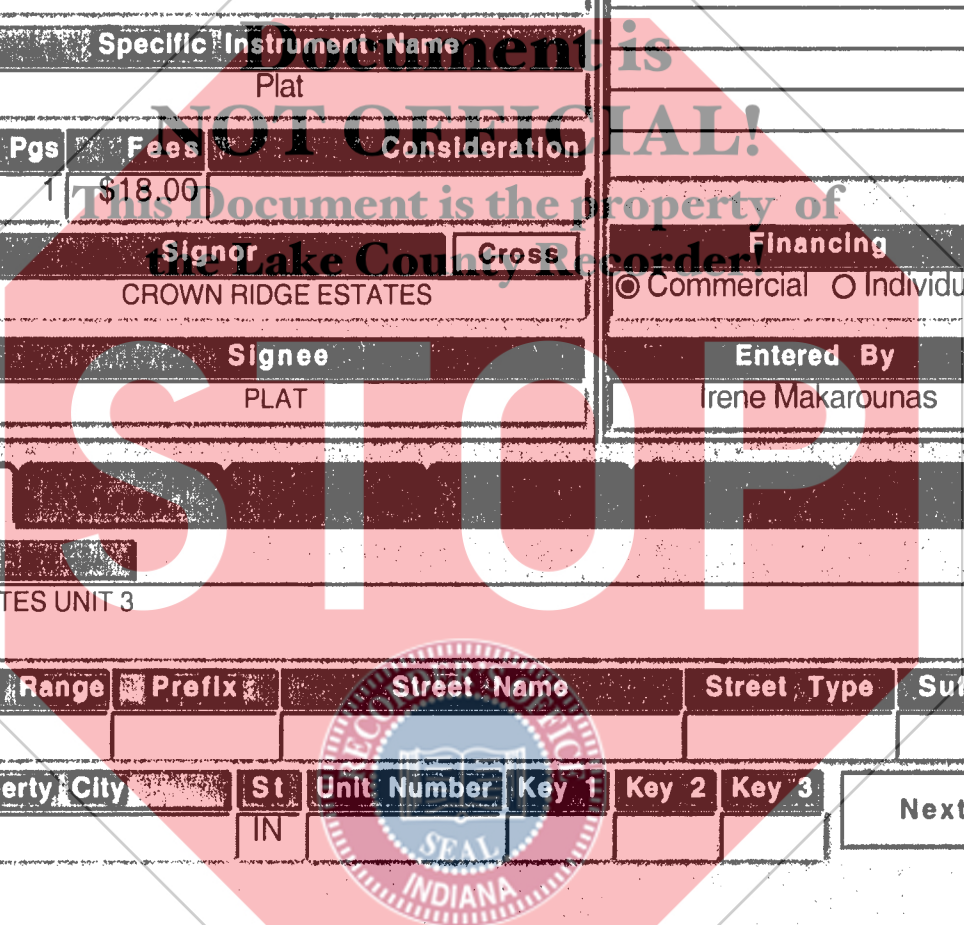 Specific Instrument Name
Document is
Plat
NOT OFFICIAL!
Pgs Fees Consideration
1 $18.00
This Document is the property of
Signor Cross Financing
the Lake County Recorder!
CROWN RIDGE ESTATES Commercial Individu
Signee Entered By
PLAT Irene Makarounas
STOP
TES UNIT 3
Range Prefix Street Name Street Type Suf
RECORDER'S OFFICE
erty City St Unit Number Key 1 Key 2 Key 3 Next
IN
SEAL
INDIANA